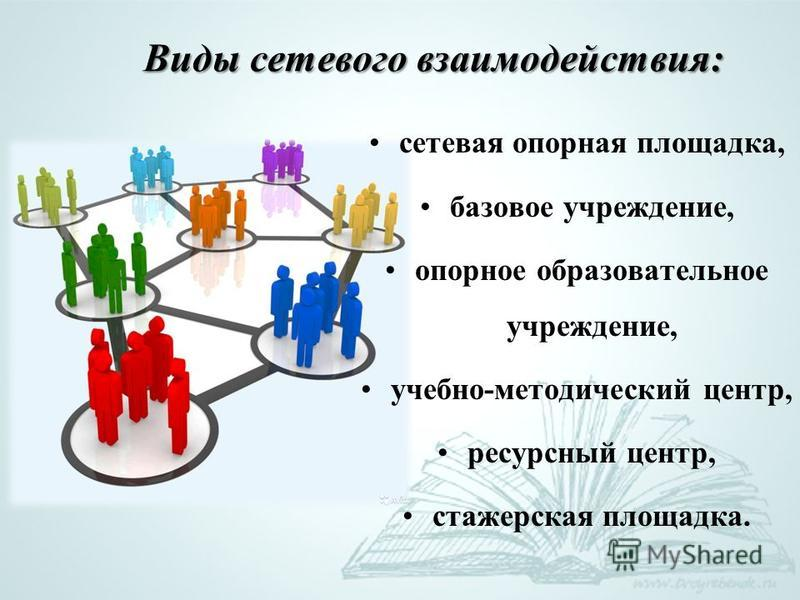 Виды сетевого взаимодействия:
• сетевая опорная площадка,
• базовое учреждение,
• опорное образовательное
учреждение,
• учебно-методический центр,
• ресурсный центр,
• стажерская площадка.
MyShared